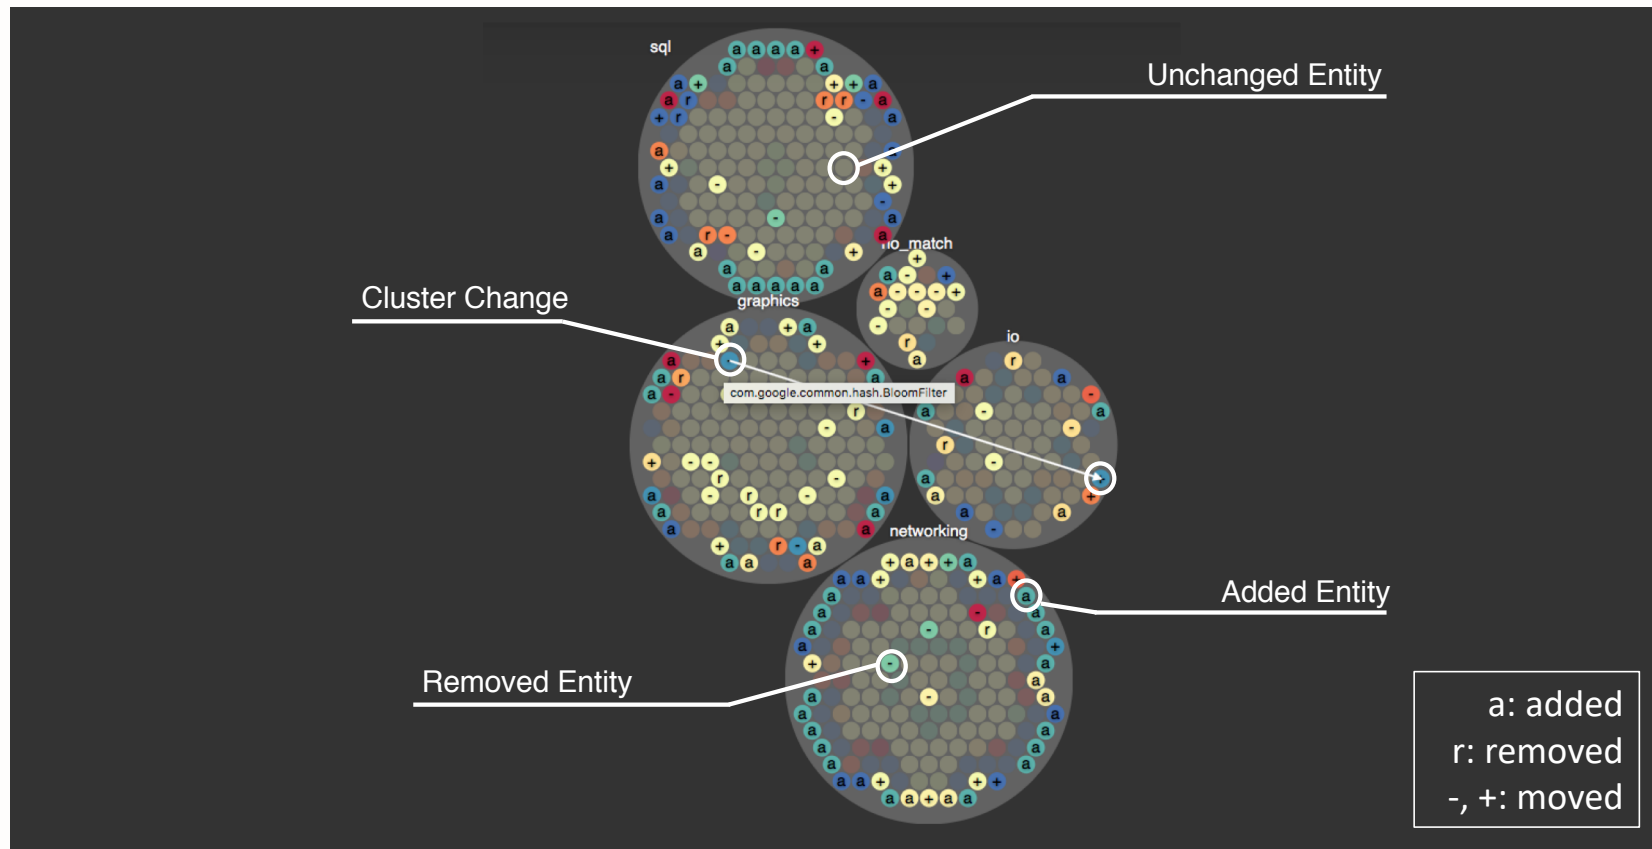 sql
Unchanged Entity
no_match
Cluster Change
graphics
io
com.google.common.hash.BloomFilter
networking
Added Entity
Removed Entity
a: added
r: removed
-, +: moved